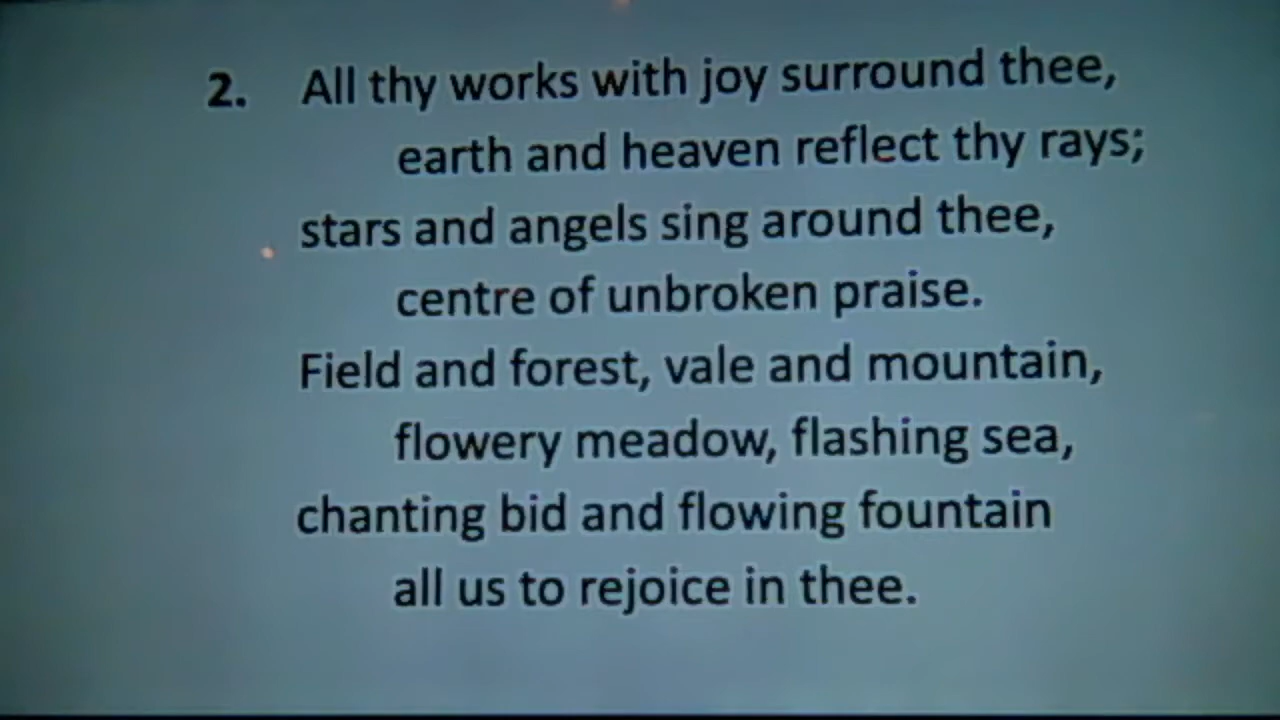 2. All thy works with joy surround thee,
earth and heaven reflect thy rays;
stars and angels sing around thee,
centre of unbroken praise.
Field and forest, vale and mountain,
flowery meadow, flashing sea,
chanting bid and flowing fountain
all us to rejoice in thee.